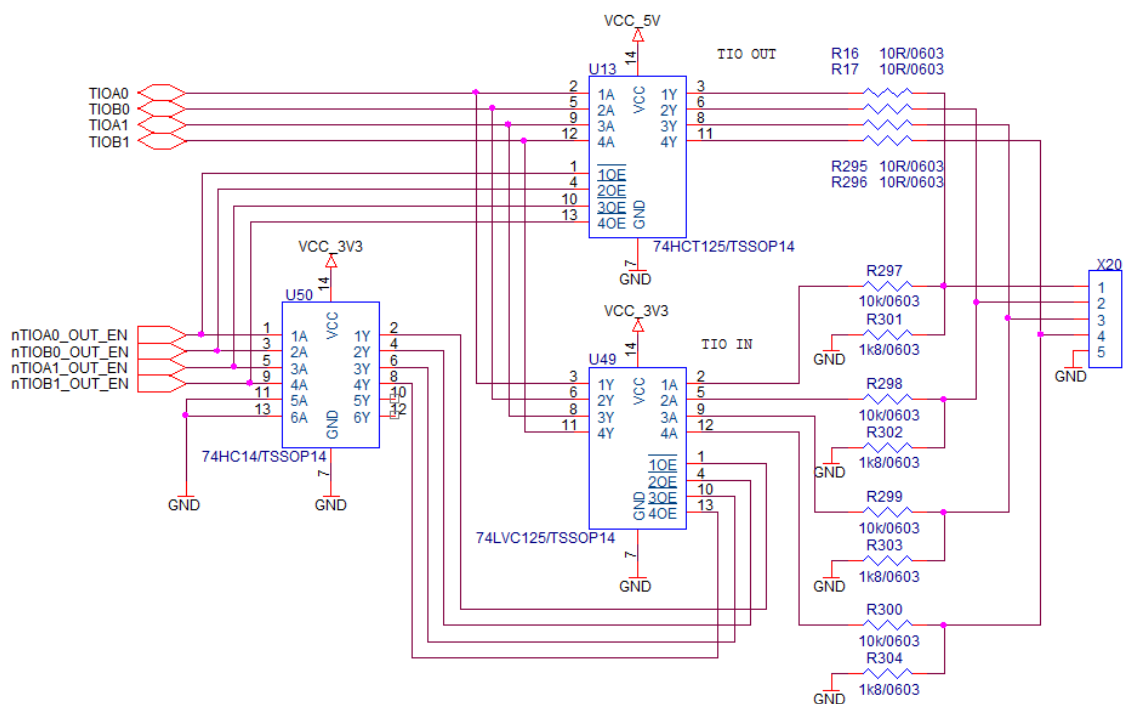 VCC_5V
TIO OUT
R16 10R/0603
R17 10R/0603
14
U13
TIOA0 2 1A VCC 1Y 3
TIOB0 5 2A 2Y 6
TIOA1 9 3A 3Y 8
TIOB1 12 4A 4Y 11
R295 10R/0603
R296 10R/0603
1 1OE
4 2OE
10 3OE
13 4OE GND
74HCT125/TSSOP14
7
GND
VCC_3V3
14
U50
nTIOA0_OUT_EN 1 1A VCC 1Y 2
nTIOB0_OUT_EN 3 2A 2Y 4
nTIOA1_OUT_EN 5 3A 3Y 6
nTIOB1_OUT_EN 9 4A 4Y 8
11 5A 5Y 10
13 6A GND 6Y 12
74HC14/TSSOP14
7
GND
GND
VCC_3V3
14
TIO IN
U49
3 1Y VCC 1A 2
6 2Y 2A 5
8 3Y 3A 9
11 4Y 4A 12
1OE 1
2OE 4
3OE 10
GND 4OE 13
74LVC125/TSSOP14
7
GND
R297
10k/0603
R301
GND
1k8/0603
R298
10k/0603
R302
GND
1k8/0603
R299
10k/0603
R303
GND
1k8/0603
R300
10k/0603
R304
GND
1k8/0603
X20
1
2
3
4
5
GND